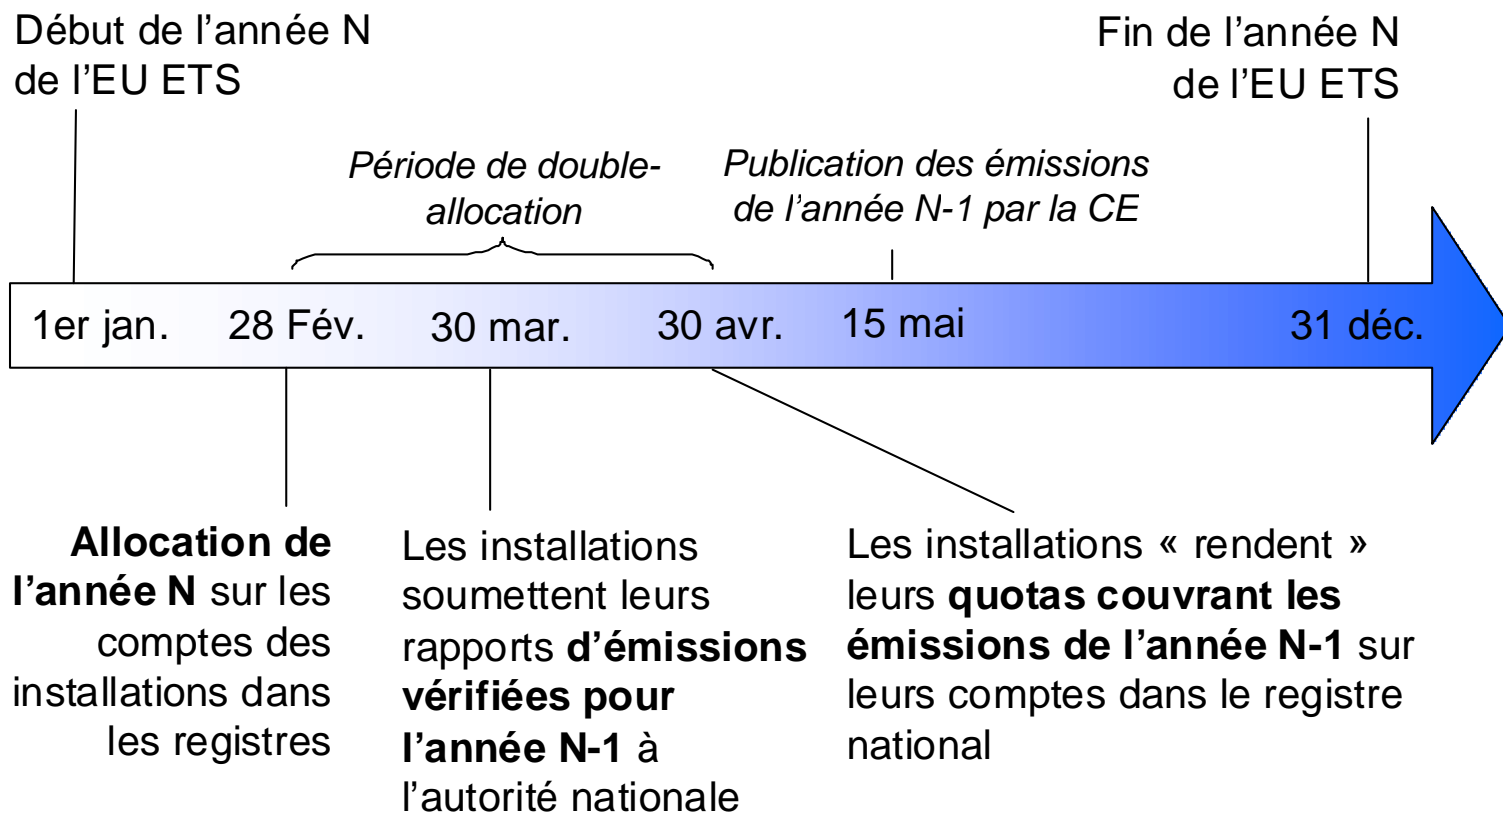 Début de l'année N
de l'EU ETS
Fin de l'année N
de l'EU ETS
Période de double-
allocation
Publication des émissions
de l'année N-1 par la CE
1er jan.
28 Fév.
30 mar.
30 avr.
15 mai
31 déc.
Allocation de
l'année N sur les
comptes des
installations dans
les registres
Les installations
soumettent leurs
rapports d'émissions
vérifiées pour
l'année N-1 à
l'autorité nationale
Les installations « rendent »
leurs quotas couvrant les
émissions de l'année N-1 sur
leurs comptes dans le registre
national